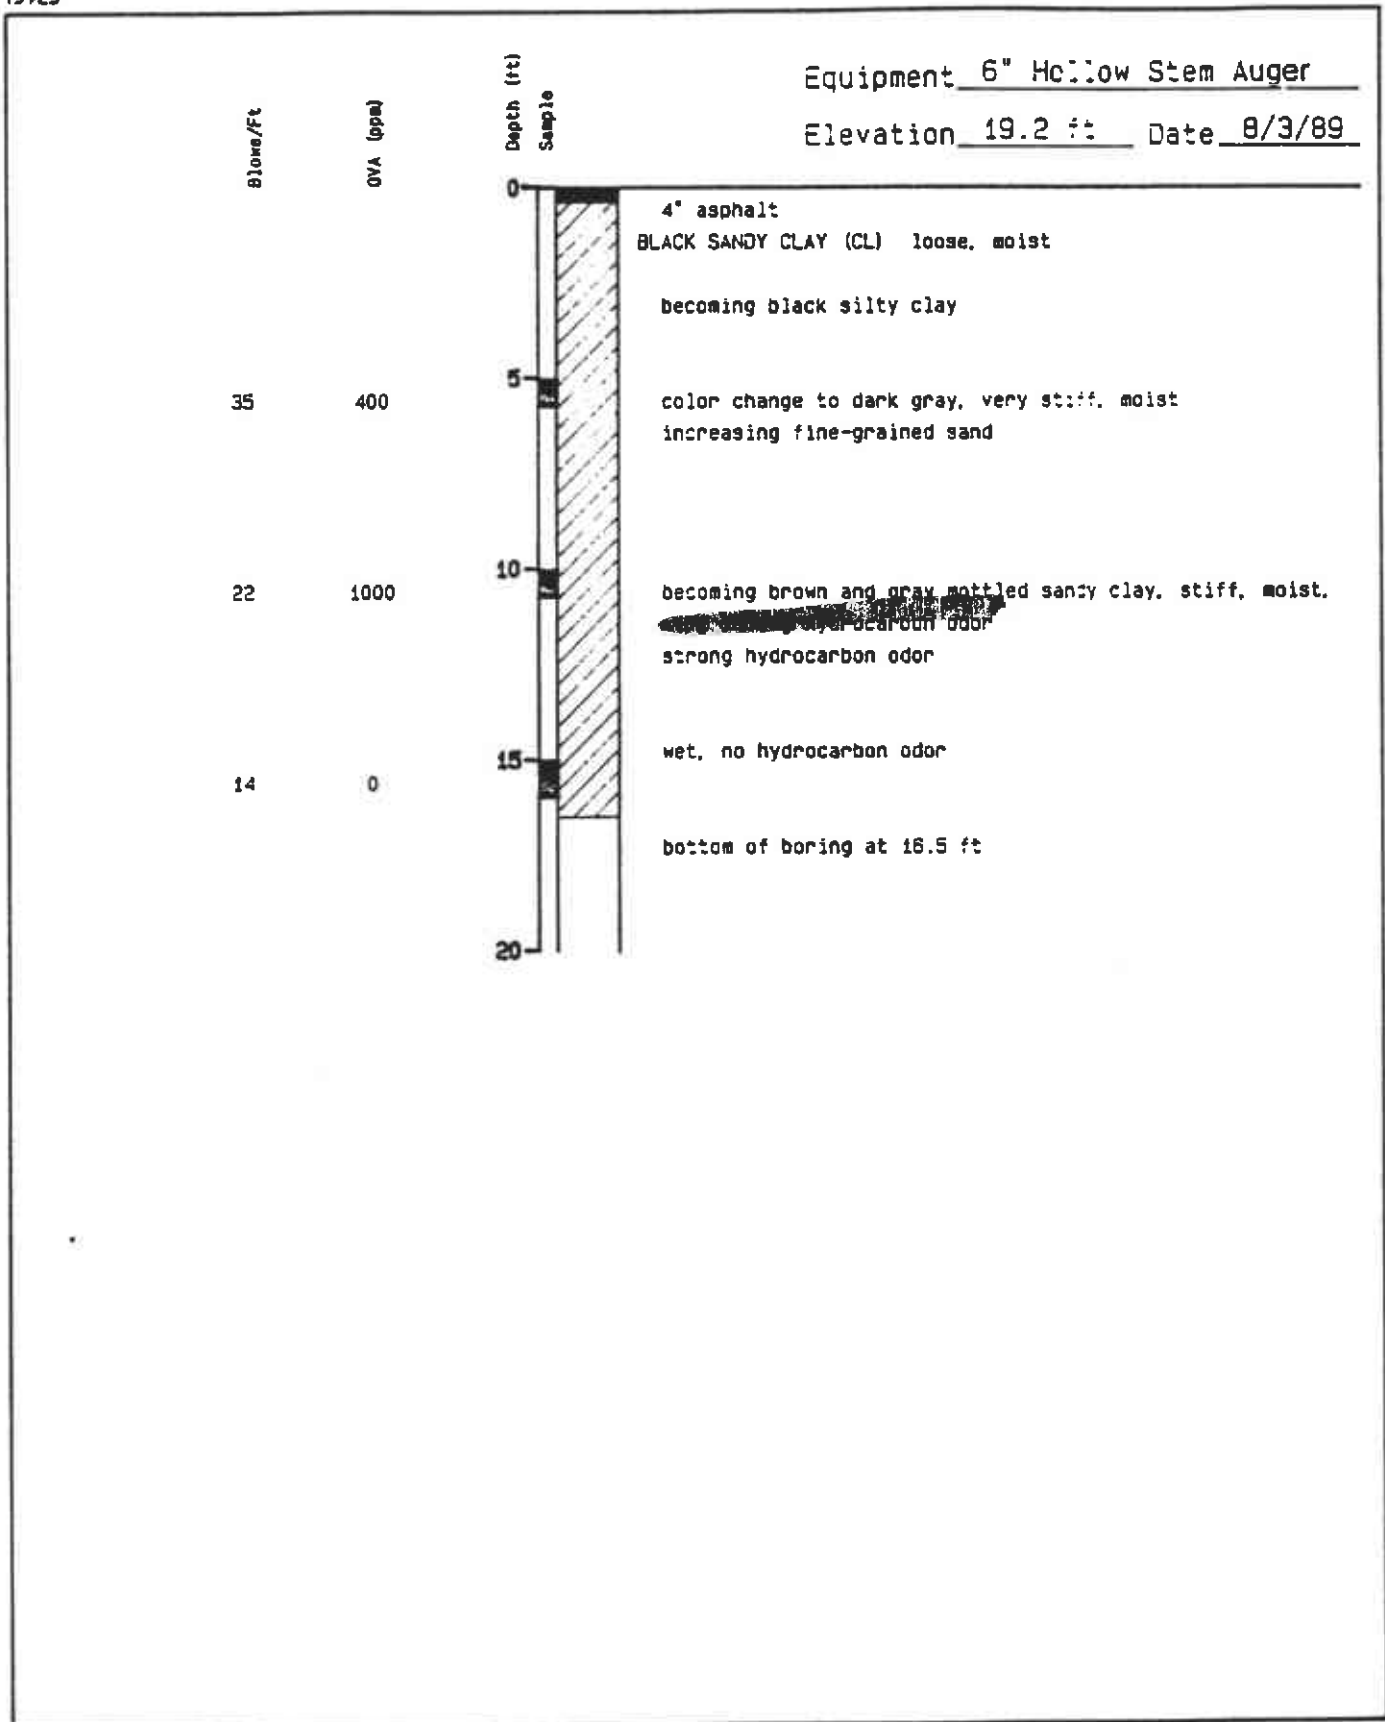 Equipment 6" Hollow Stem Auger
Elevation 19.2 ft Date 8/3/89
Blows/Ft
OVA (ppm)
Depth (ft)
Sample
0
4" asphalt
BLACK SANDY CLAY (CL) loose, moist
becoming black silty clay
5
35 400 color change to dark gray, very stiff, moist
increasing fine-grained sand
10
22 1000 becoming brown and gray mottled sandy clay, stiff, moist,
hydrocarbon odor
strong hydrocarbon odor
wet, no hydrocarbon odor
15
14 0
bottom of boring at 16.5 ft
20